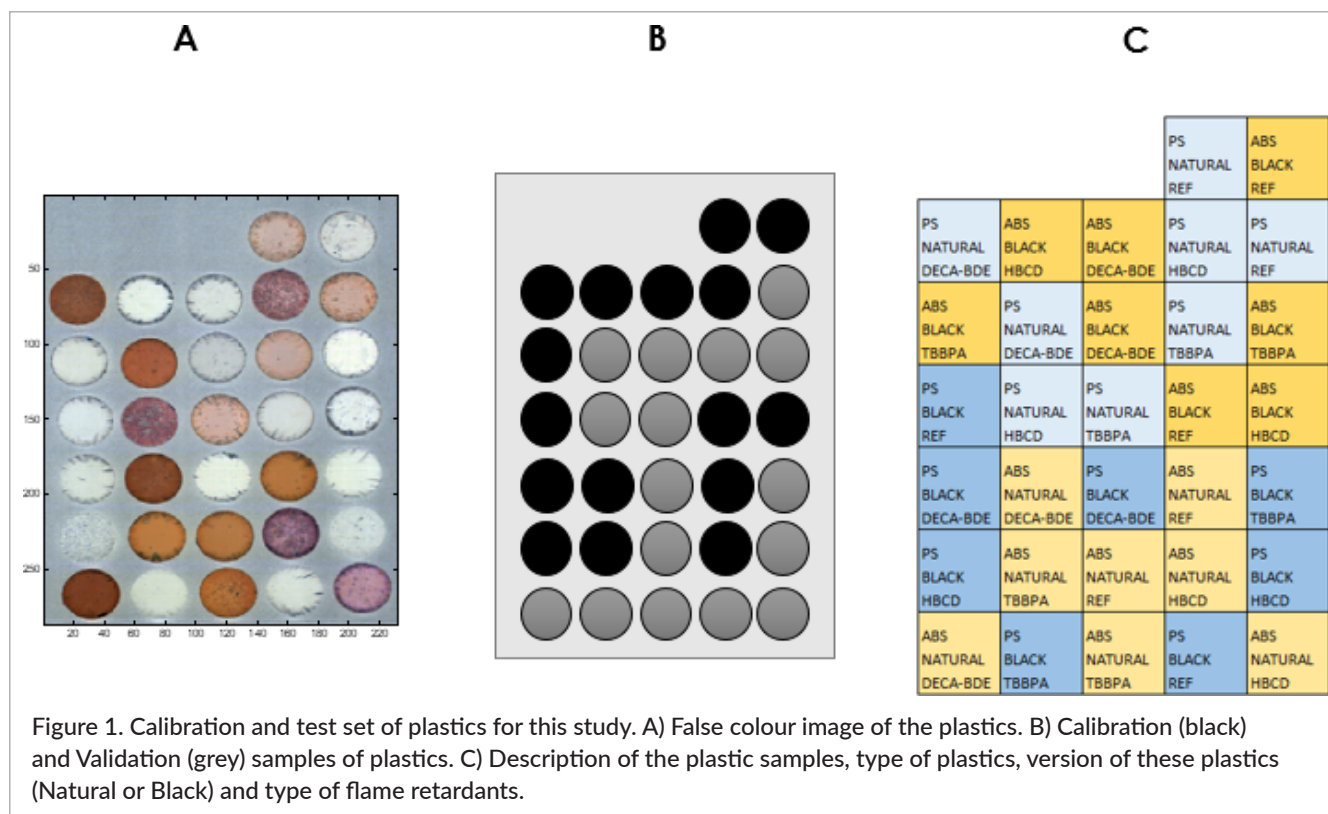 A
B
C
50
100
150
200
250
20 40 60 80 100 120 140 160 180 200 220
PS
NATURAL
REF
ABS
BLACK
REF
PS
NATURAL
DECA-BDE
ABS
BLACK
HBCD
ABS
BLACK
DECA-BDE
PS
NATURAL
HBCD
PS
NATURAL
REF
ABS
BLACK
TBBPA
PS
NATURAL
DECA-BDE
ABS
BLACK
DECA-BDE
PS
NATURAL
TBBPA
ABS
BLACK
TBBPA
PS
BLACK
REF
PS
NATURAL
HBCD
PS
NATURAL
TBBPA
ABS
BLACK
REF
ABS
BLACK
HBCD
PS
BLACK
DECA-BDE
ABS
NATURAL
DECA-BDE
PS
BLACK
DECA-BDE
ABS
NATURAL
REF
PS
BLACK
TBBPA
PS
BLACK
HBCD
ABS
NATURAL
TBBPA
ABS
NATURAL
REF
ABS
NATURAL
HBCD
PS
BLACK
HBCD
ABS
NATURAL
DECA-BDE
PS
BLACK
TBBPA
ABS
NATURAL
TBBPA
PS
BLACK
REF
ABS
NATURAL
HBCD
Figure 1. Calibration and test set of plastics for this study. A) False colour image of the plastics. B) Calibration (black)
and Validation (grey) samples of plastics. C) Description of the plastic samples, type of plastics, version of these plastics
(Natural or Black) and type of flame retardants.